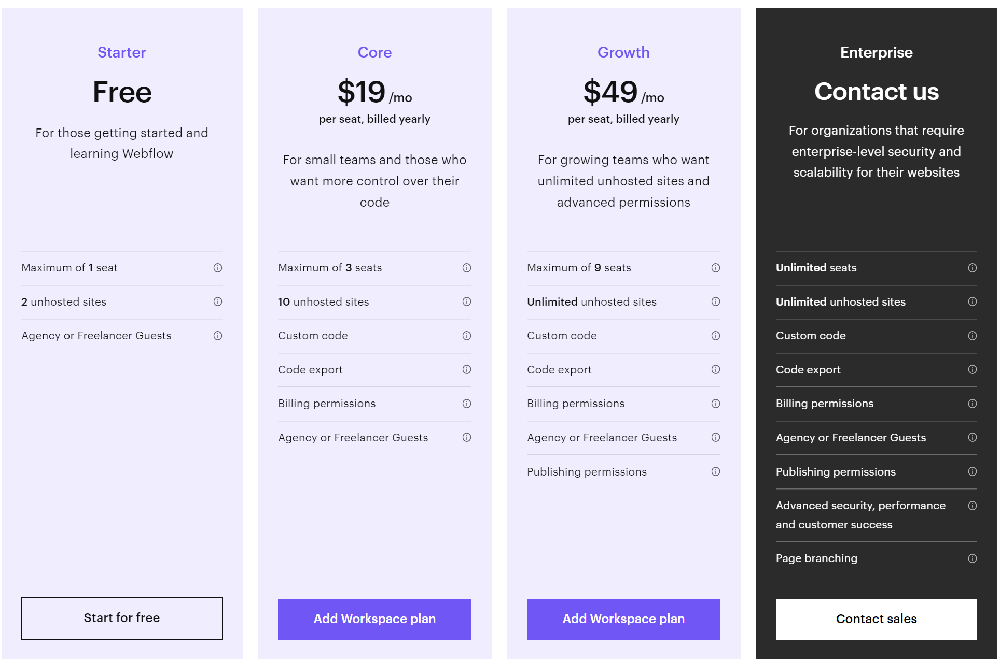 Starter
Free
For those getting started and
learning Webflow
Maximum of 1 seat
2 unhosted sites
Agency or Freelancer Guests
Start for free
Core
$19 /mo
per seat, billed yearly
For small teams and those who
want more control over their
code
Maximum of 3 seats
10 unhosted sites
Custom code
Code export
Billing permissions
Agency or Freelancer Guests
Add Workspace plan
Growth
$49 /mo
per seat, billed yearly
For growing teams who want
unlimited unhosted sites and
advanced permissions
Maximum of 9 seats
Unlimited unhosted sites
Custom code
Code export
Billing permissions
Agency or Freelancer Guests
Publishing permissions
Add Workspace plan
Enterprise
Contact us
For organizations that require
enterprise-level security and
scalability for their websites
Unlimited seats
Unlimited unhosted sites
Custom code
Code export
Billing permissions
Agency or Freelancer Guests
Publishing permissions
Advanced security, performance
and customer success
Page branching
Contact sales